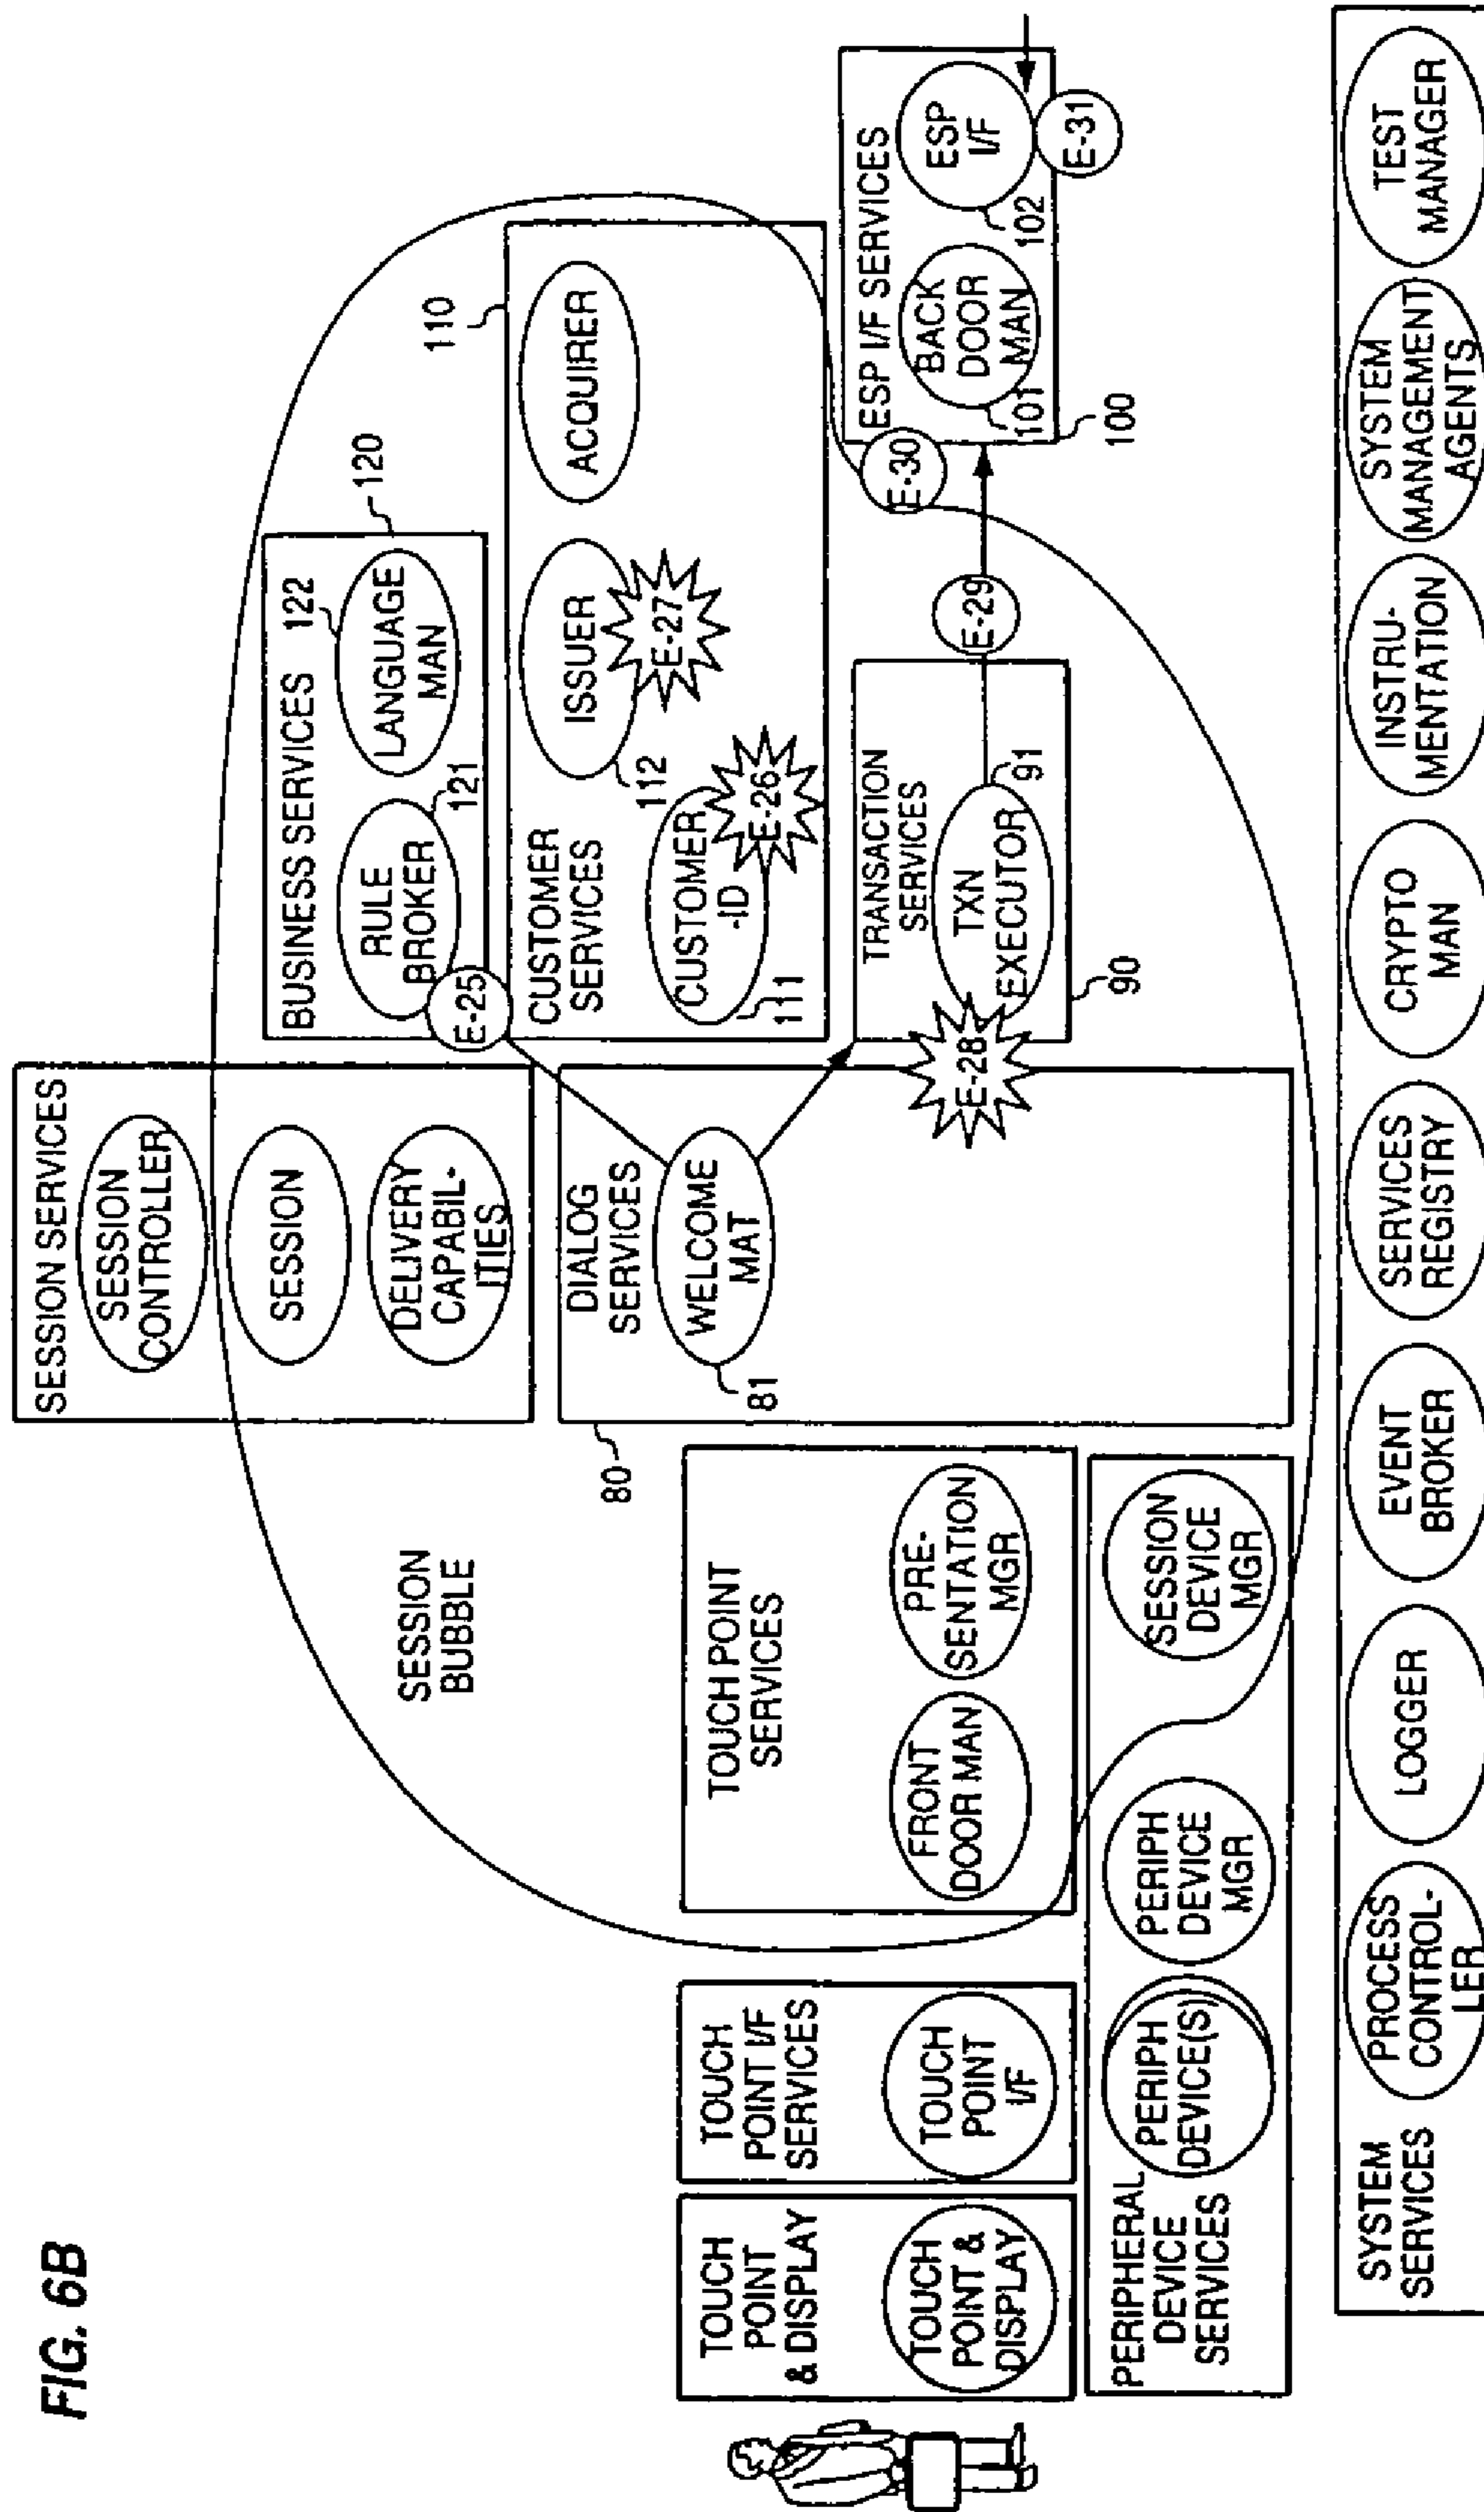 FIG. 6B
SESSION SERVICES
SESSION
CONTROLLER
SESSION
DELIVERY
CAPABIL-
ITIES
SESSION
BUBBLE
BUSINESS SERVICES
RULE
BROKER
121
LANGUAGE
MAN
122
120
E-25
110
CUSTOMER
SERVICES
ISSUER
112
ACQUIRER
CUSTOMER
-ID
111
E-26
E-27
DIALOG
SERVICES
WELCOME
MAT
81
80
TRANSACTION
SERVICES
TXN
EXECUTOR
91
90
E-28
E-29
E-30
ESP I/F SERVICES
BACK
DOOR
MAN
101
ESP
I/F
102
E-31
100
TOUCH
POINT
& DISPLAY
TOUCH
POINT &
DISPLAY
TOUCH
POINT I/F
SERVICES
TOUCH
POINT
I/F
TOUCH POINT
SERVICES
FRONT
DOOR MAN
PRE-
SENTATION
MGR
PERIPHERAL
DEVICE
SERVICES
PERIPH
DEVICE(S)
PERIPH
DEVICE
MGR
SESSION
DEVICE
MGR
SYSTEM
SERVICES
PROCESS
CONTROL-
LER
LOGGER
EVENT
BROKER
SERVICES
REGISTRY
CRYPTO
MAN
INSTRU-
MENTATION
SYSTEM
MANAGEMENT
AGENTS
TEST
MANAGER